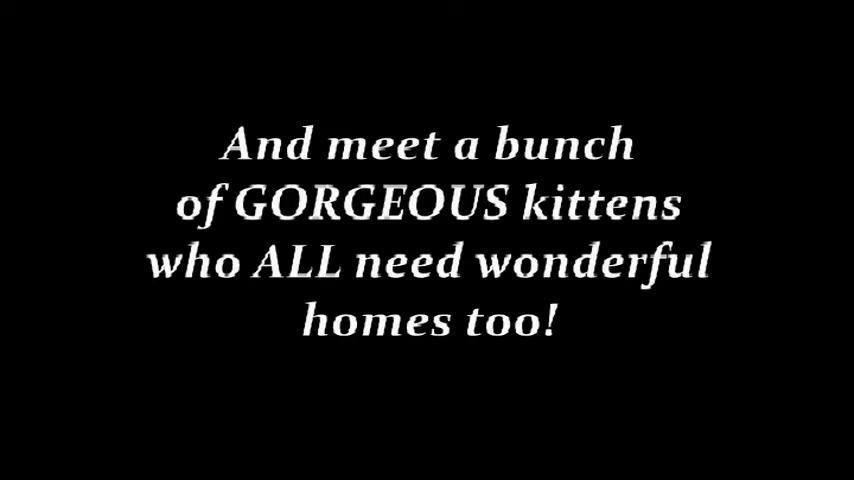 And meet a bunch
of GORGEOUS kittens
who ALL need wonderful
homes too!